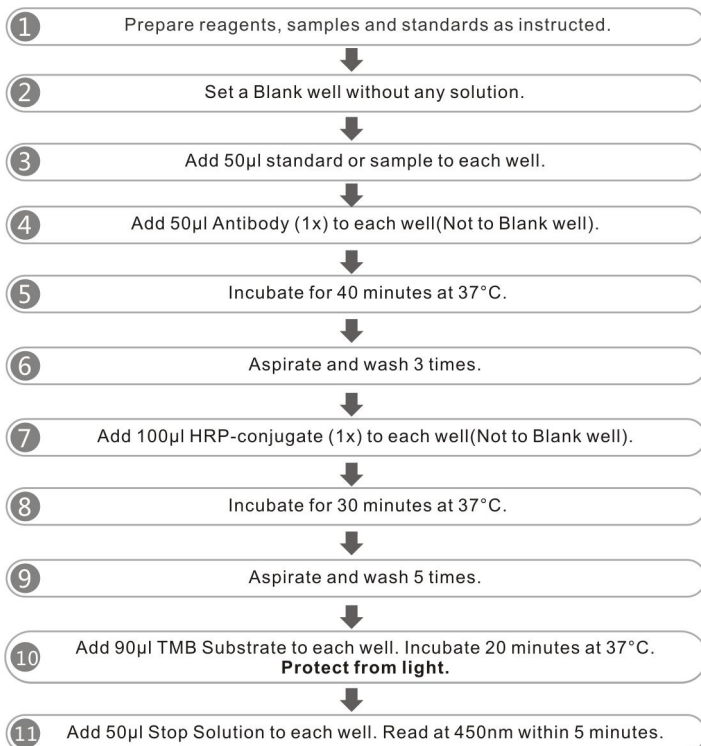 1 Prepare reagents, samples and standards as instructed.
2 Set a Blank well without any solution.
3 Add 50μl standard or sample to each well.
4 Add 50μl Antibody (1x) to each well(Not to Blank well).
5 Incubate for 40 minutes at 37°C.
6 Aspirate and wash 3 times.
7 Add 100μl HRP-conjugate (1x) to each well(Not to Blank well).
8 Incubate for 30 minutes at 37°C.
9 Aspirate and wash 5 times.
10 Add 90μl TMB Substrate to each well. Incubate 20 minutes at 37°C.
Protect from light.
11 Add 50μl Stop Solution to each well. Read at 450nm within 5 minutes.